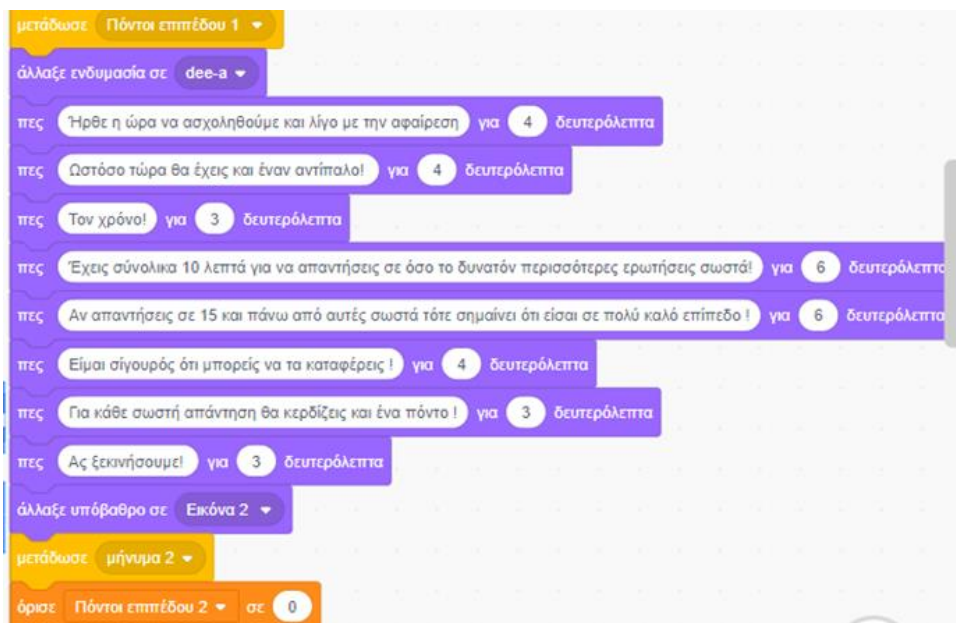 μετάδωσε Πόντοι επιπέδου 1
άλλαξε ενδυμασία σε dee-a
πες Ήρθε η ώρα να ασχοληθούμε και λίγο με την αφαίρεση για 4 δευτερόλεπτα
πες Ωστόσο τώρα θα έχεις και έναν αντίπαλο! για 4 δευτερόλεπτα
πες Τον χρόνο! για 3 δευτερόλεπτα
πες Έχεις σύνολικα 10 λεπτά για να απαντήσεις σε όσο το δυνατόν περισσότερες ερωτήσεις σωστά! για 6 δευτερόλεπτα
πες Αν απαντήσεις σε 15 και πάνω από αυτές σωστά τότε σημαίνει ότι είσαι σε πολύ καλό επίπεδο ! για 6 δευτερόλεπτα
πες Είμαι σίγουρός ότι μπορείς να τα καταφέρεις ! για 4 δευτερόλεπτα
πες Για κάθε σωστή απάντηση θα κερδίζεις και ένα πόντο ! για 3 δευτερόλεπτα
πες Ας ξεκινήσουμε! για 3 δευτερόλεπτα
άλλαξε υπόβαθρο σε Εικόνα 2
μετάδωσε μήνυμα 2
όρισε Πόντοι επιπέδου 2 σε 0